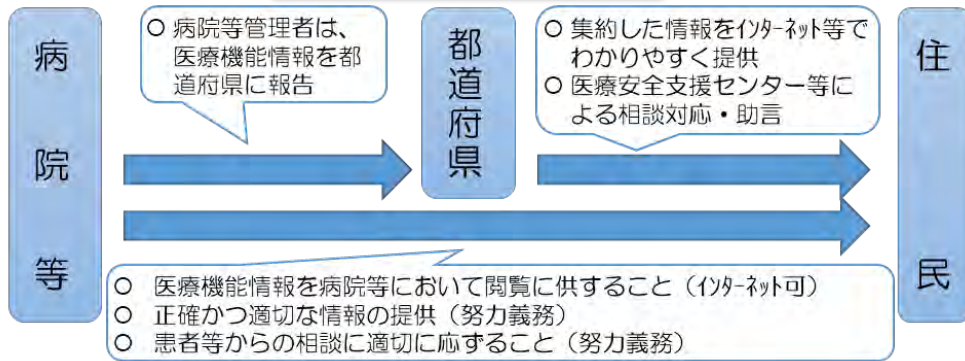 病院等
○ 病院等管理者は、
医療機能情報を都
道府県に報告
都道府県
○ 集約した情報をｲﾝﾀｰﾈｯﾄ等で
わかりやすく提供
○ 医療安全支援センター等に
よる相談対応・助言
住民
○ 医療機能情報を病院等において閲覧に供すること（ｲﾝﾀｰﾈｯﾄ可）
○ 正確かつ適切な情報の提供（努力義務）
○ 患者等からの相談に適切に応ずること（努力義務）